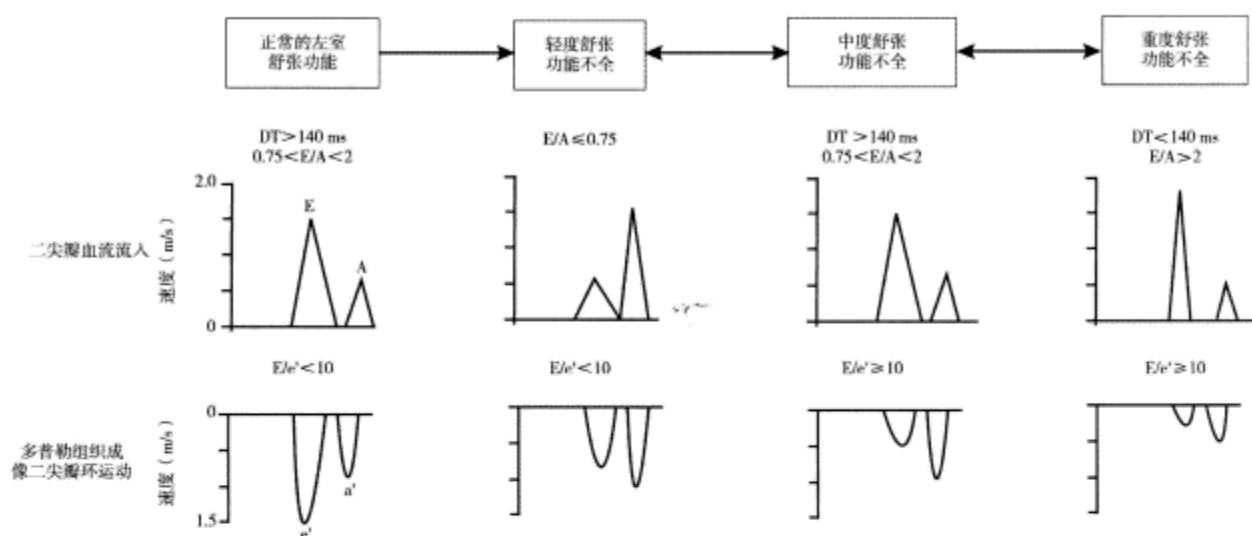 正常的左室
舒张功能
轻度舒张
功能不全
中度舒张
功能不全
重度舒张
功能不全
DT＞140 ms
0.75＜E/A＜2
E/A≤0.75
DT＞140 ms
0.75＜E/A＜2
DT＜140 ms
E/A＞2
二尖瓣血流流入
速度（m/s）
2.0
0
E
A
E/e'＜10
E/e'＜10
E/e'≥10
E/e'≥10
多普勒组织成
像二尖瓣环运动
速度（m/s）
0
1.5
e'
a'